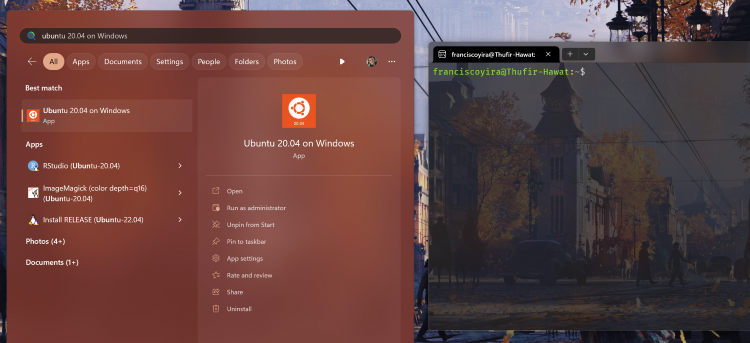 ubuntu 20.04 on Windows
All Apps Documents Settings People Folders Photos
Best match
Ubuntu 20.04 on Windows
App
Apps
RStudio (Ubuntu-20.04)
ImageMagick (color depth=q16)
(Ubuntu-20.04)
Install RELEASE (Ubuntu-22.04)
Photos (4+)
Documents (1+)
20.04
Ubuntu 20.04 on Windows
App
Open
Run as administrator
Unpin from Start
Pin to taskbar
App settings
Rate and review
Share
Uninstall
franciscoyira@Thufir-Hawat:
franciscoyira@Thufir-Hawat:~$